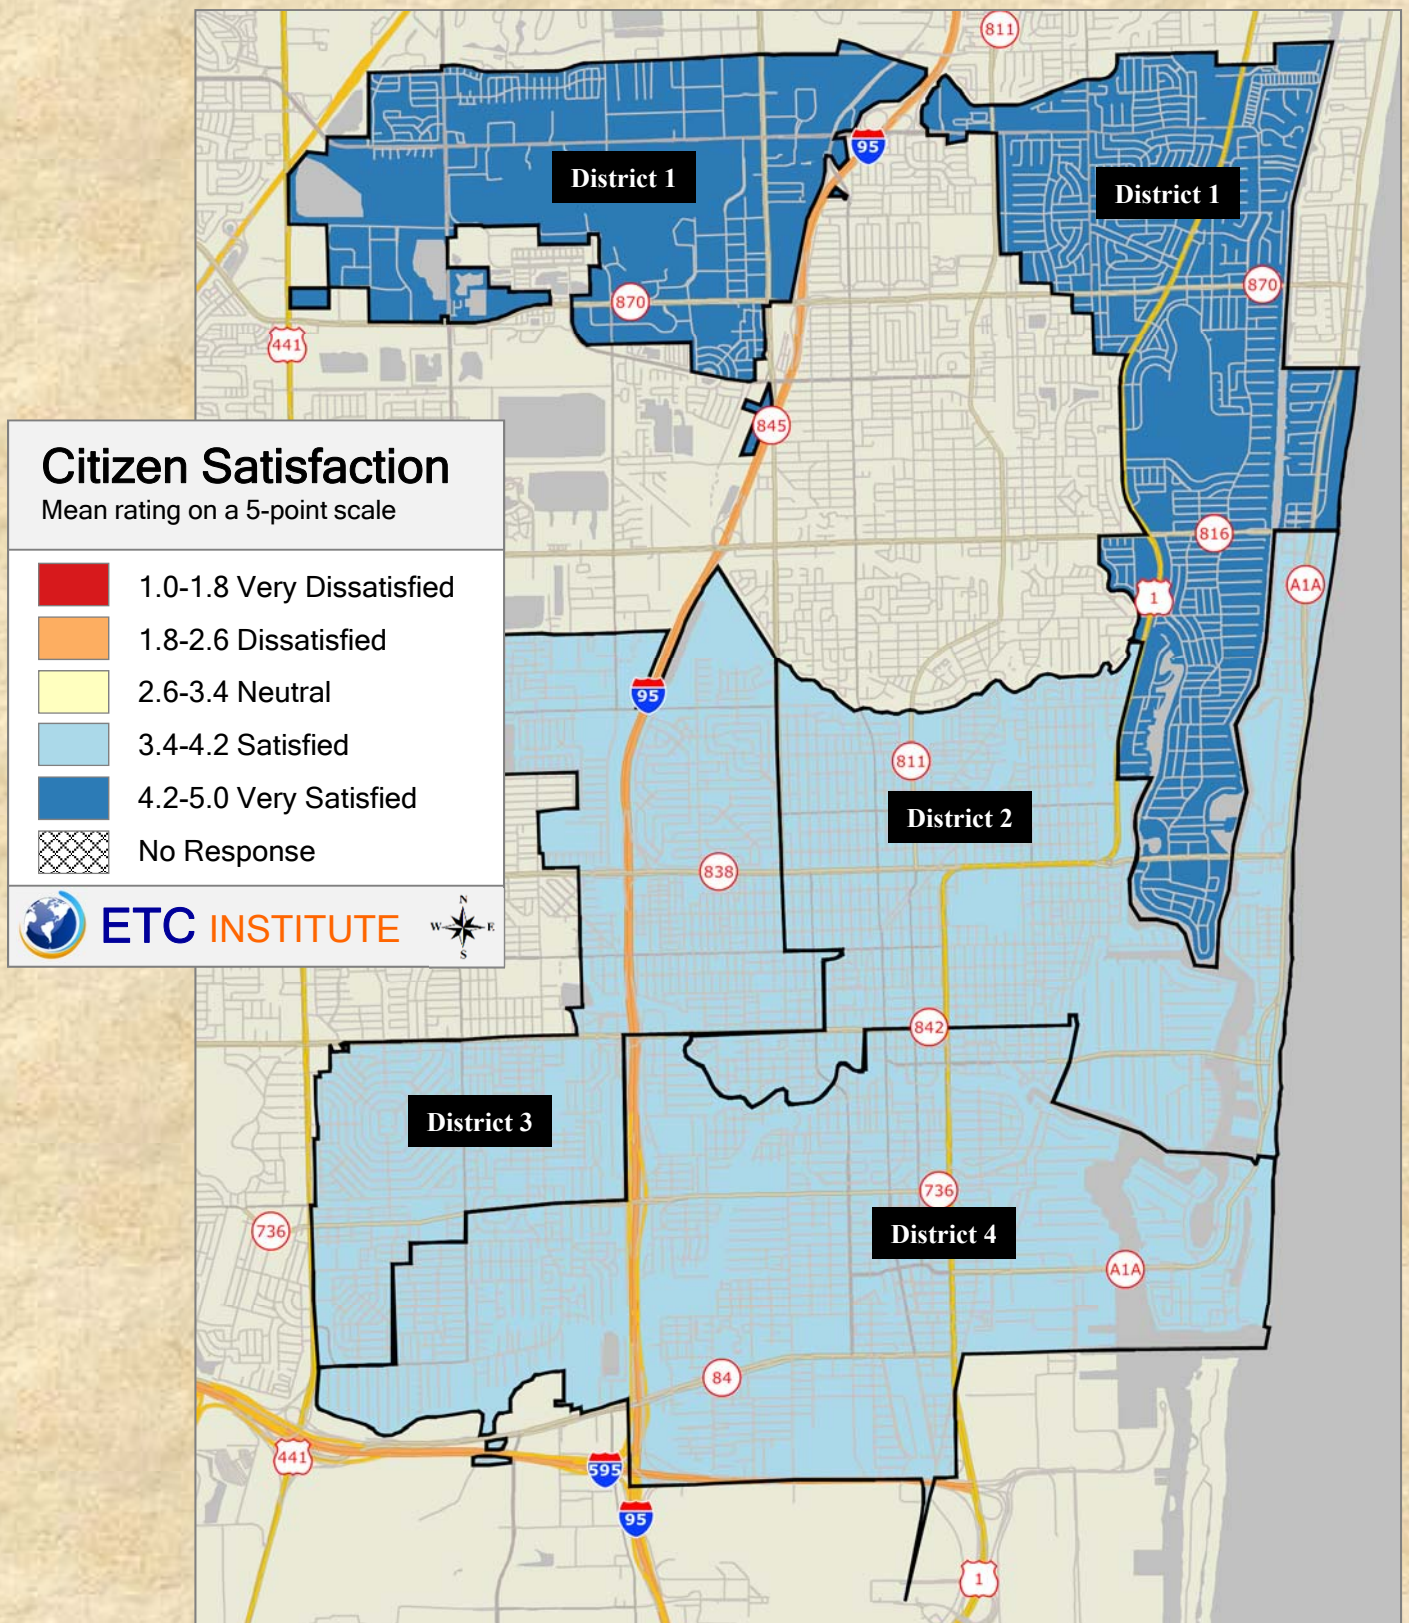 811
95
District 1
District 1
870
870
441
845
Citizen Satisfaction
Mean rating on a 5-point scale
1.0-1.8 Very Dissatisfied
1.8-2.6 Dissatisfied
2.6-3.4 Neutral
3.4-4.2 Satisfied
4.2-5.0 Very Satisfied
No Response
ETC INSTITUTE
N
W E
S
816
A1A
1
95
811
District 2
838
842
District 3
736
736
District 4
A1A
84
441
595
95
1